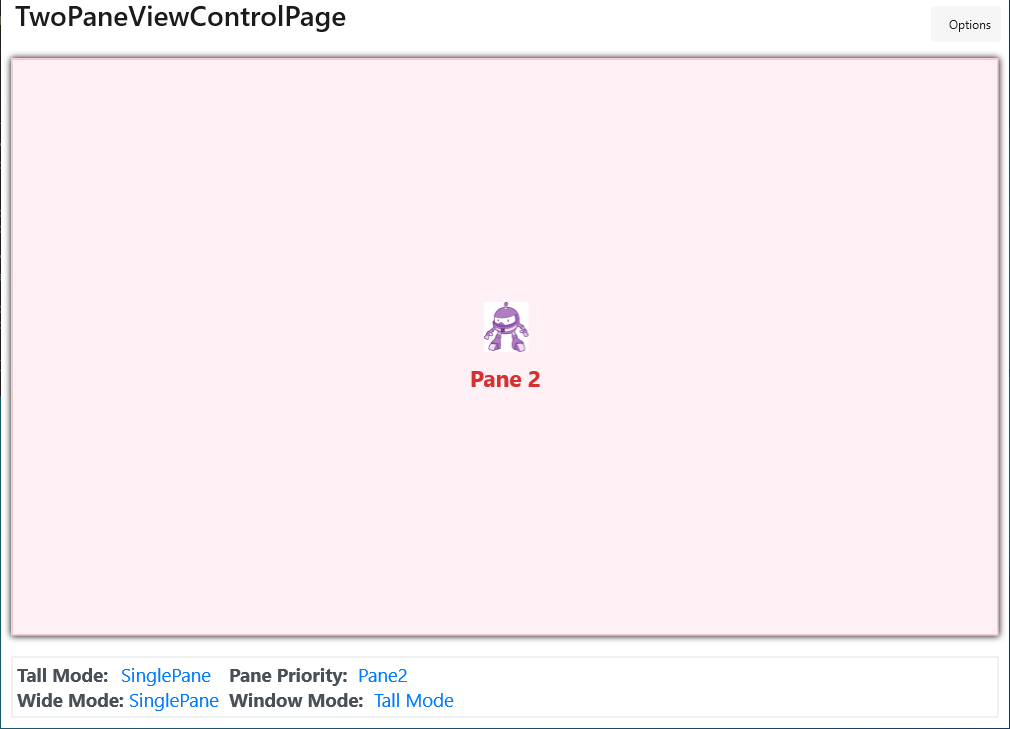 TwoPaneViewControlPage
Options
Pane 2
Tall Mode: SinglePane Pane Priority: Pane2
Wide Mode: SinglePane Window Mode: Tall Mode